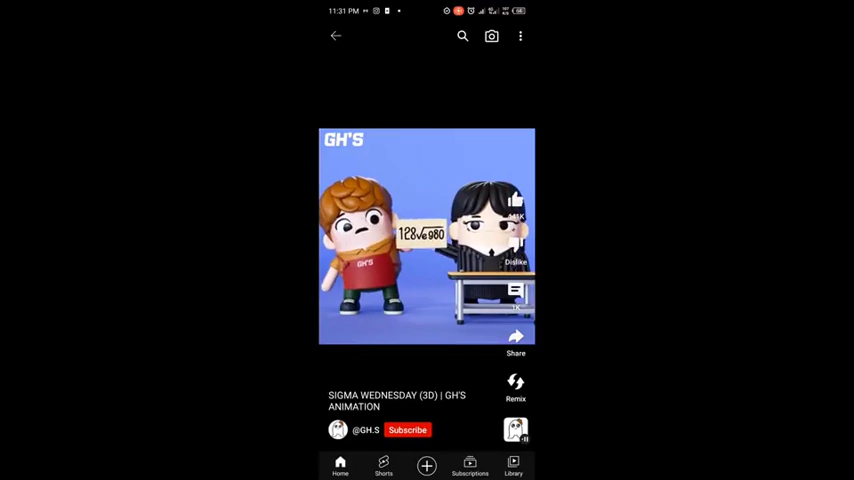 11:31 PM
GH'S
128√e980
GH'S
Dislike
Share
Remix
SIGMA WEDNESDAY (3D) | GH'S
ANIMATION
@GH.S
Subscribe
Home
Shorts
Subscriptions
Library